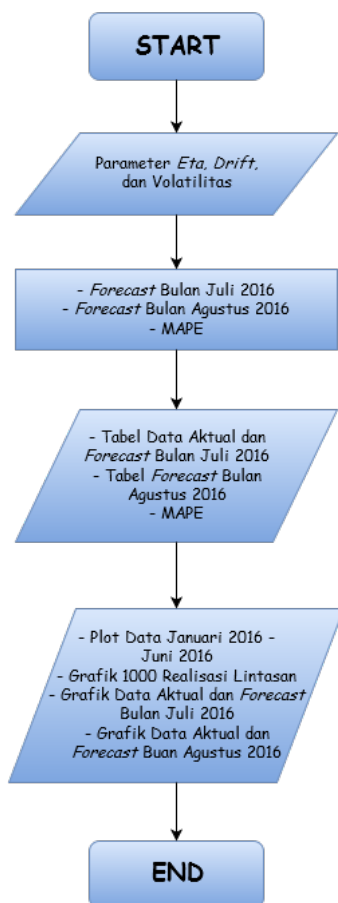 START
Parameter Eta, Drift,
dan Volatilitas
- Forecast Bulan Juli 2016
- Forecast Bulan Agustus 2016
- MAPE
- Tabel Data Aktual dan
Forecast Bulan Juli 2016
- Tabel Forecast Bulan
Agustus 2016
- MAPE
- Plot Data Januari 2016 -
Juni 2016
- Grafik 1000 Realisasi Lintasan
- Grafik Data Aktual dan Forecast
Bulan Juli 2016
- Grafik Data Aktual dan
Forecast Buan Agustus 2016
END